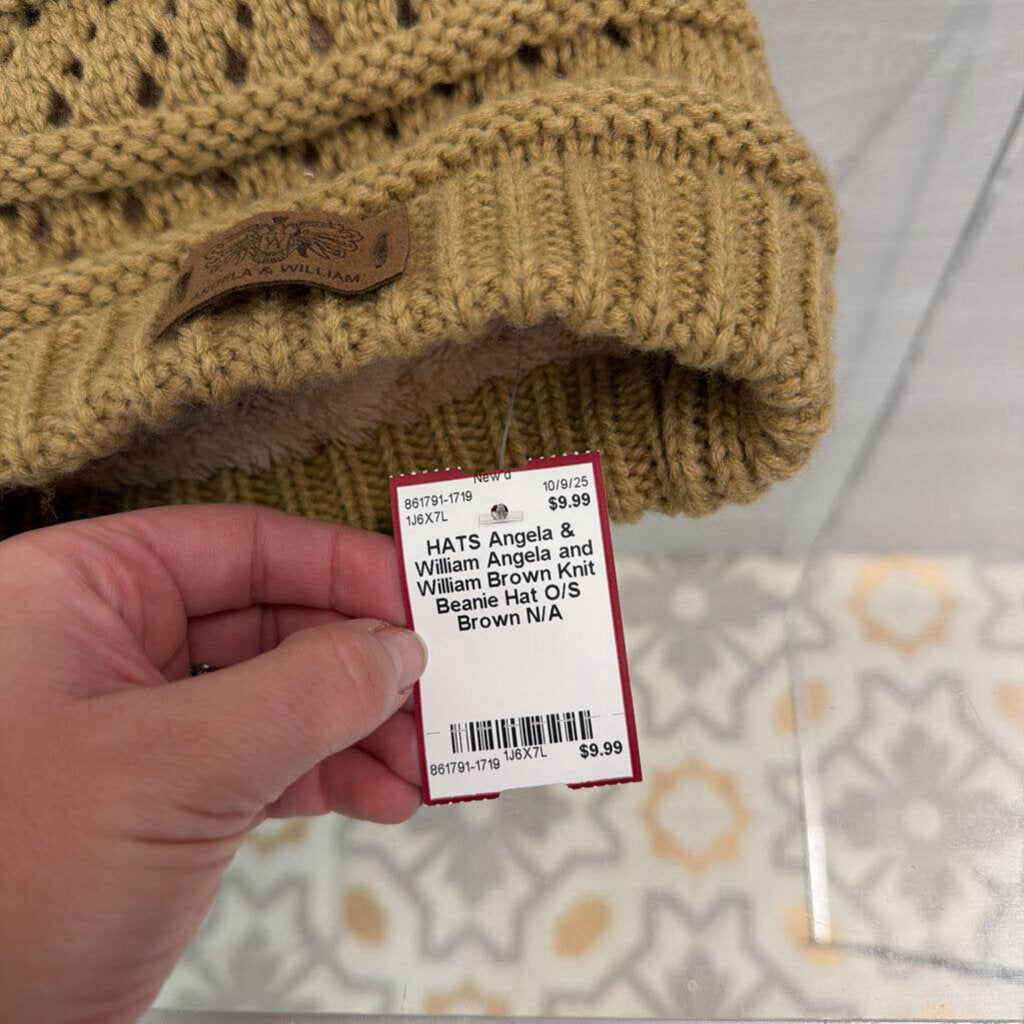 ANGELA & WILLIAM
New'd
861791-1719
10/9/25
1J6X7L
$9.99
HATS Angela &
William Angela and
William Brown Knit
Beanie Hat O/S
Brown N/A
1J6X7L
861791-1719
$9.99